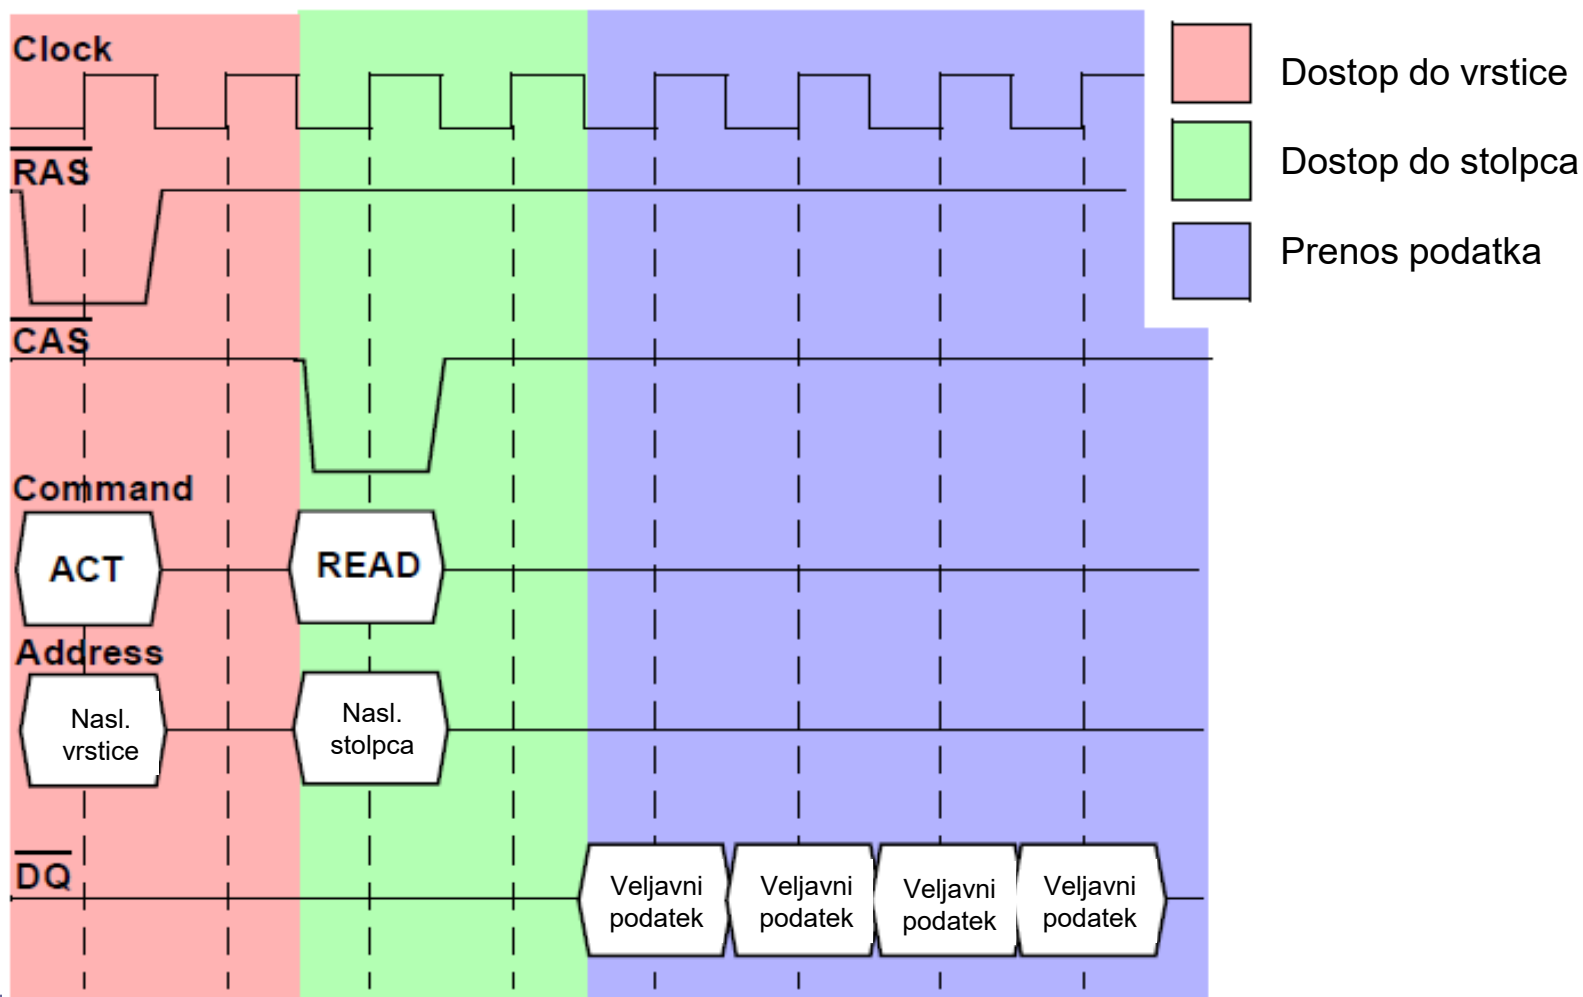 Clock
Dostop do vrstice
RAS
Dostop do stolpca
Prenos podatka
CAS
Command
ACT
READ
Address
Nasl.
vrstice
Nasl.
stolpca
DQ
Veljavni
podatek
Veljavni
podatek
Veljavni
podatek
Veljavni
podatek